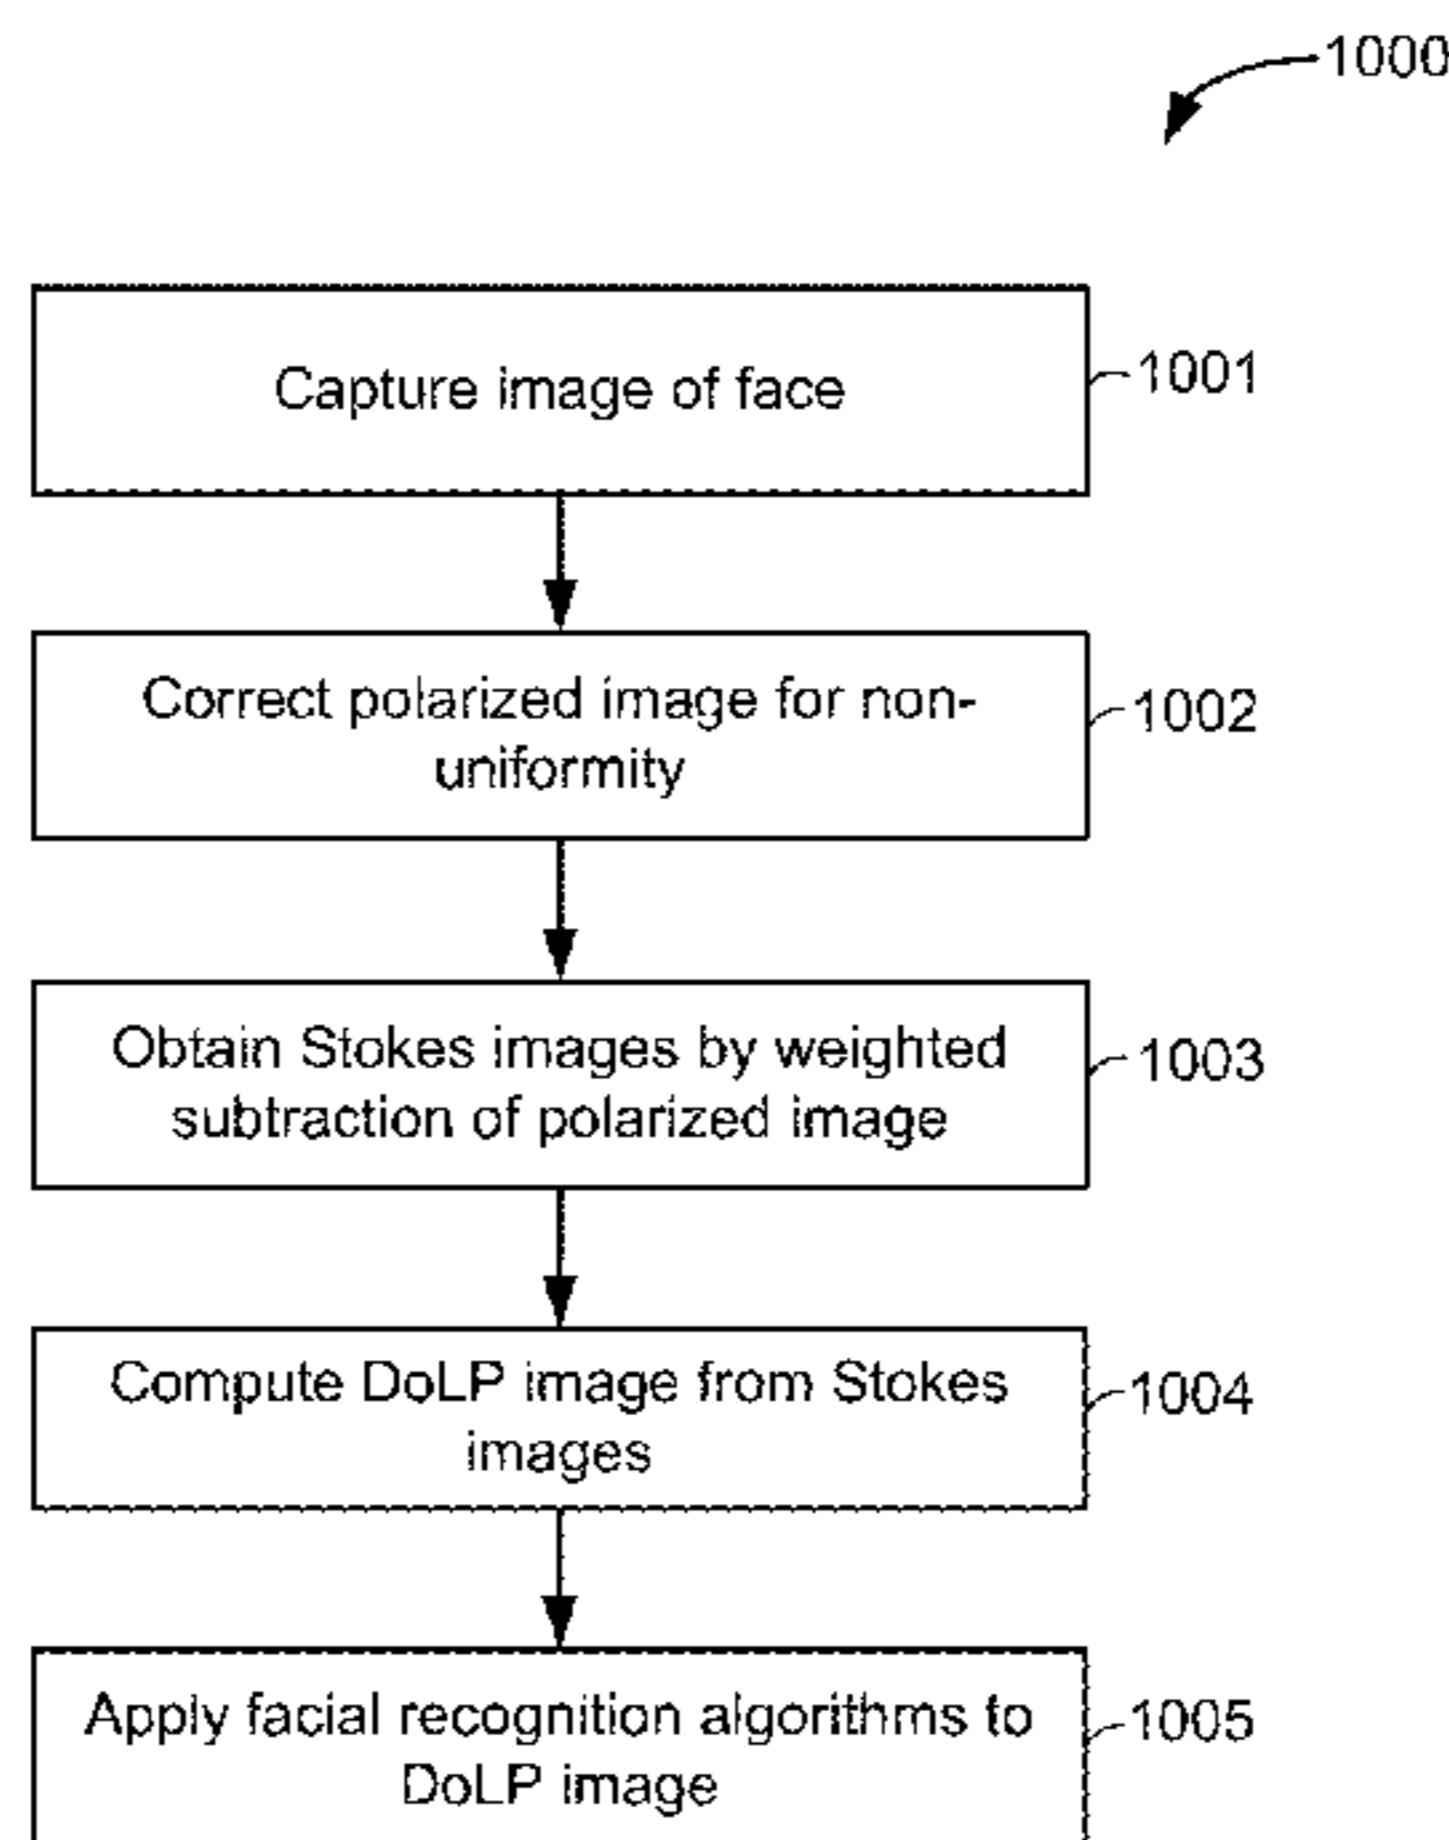 1000
Capture image of face
1001
Correct polarized image for non-
uniformity
1002
Obtain Stokes images by weighted
subtraction of polarized image
1003
Compute DoLP image from Stokes
images
1004
Apply facial recognition algorithms to
DoLP image
1005